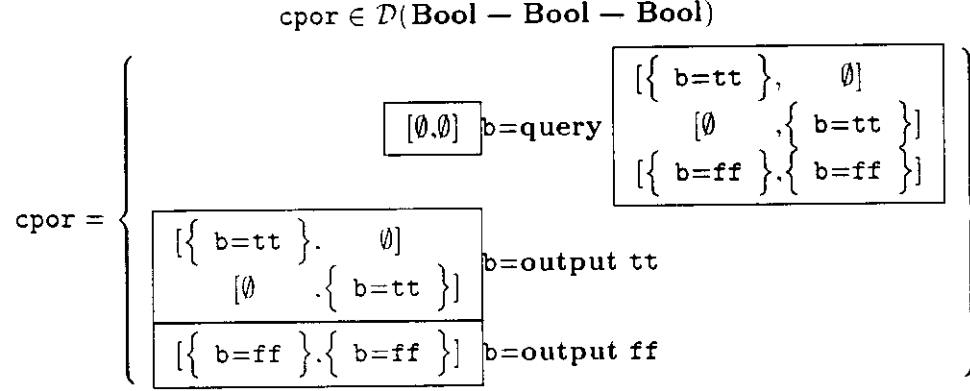 cpor ∈ 𝒟(Bool − Bool − Bool)
[{ b=tt }, ∅]
[∅.∅] b=query [∅ ,{ b=tt }]
[{ b=ff }.{ b=ff }]
cpor = {
[{ b=tt }. ∅]
[∅ .{ b=tt }] b=output tt
[{ b=ff }.{ b=ff }] b=output ff }